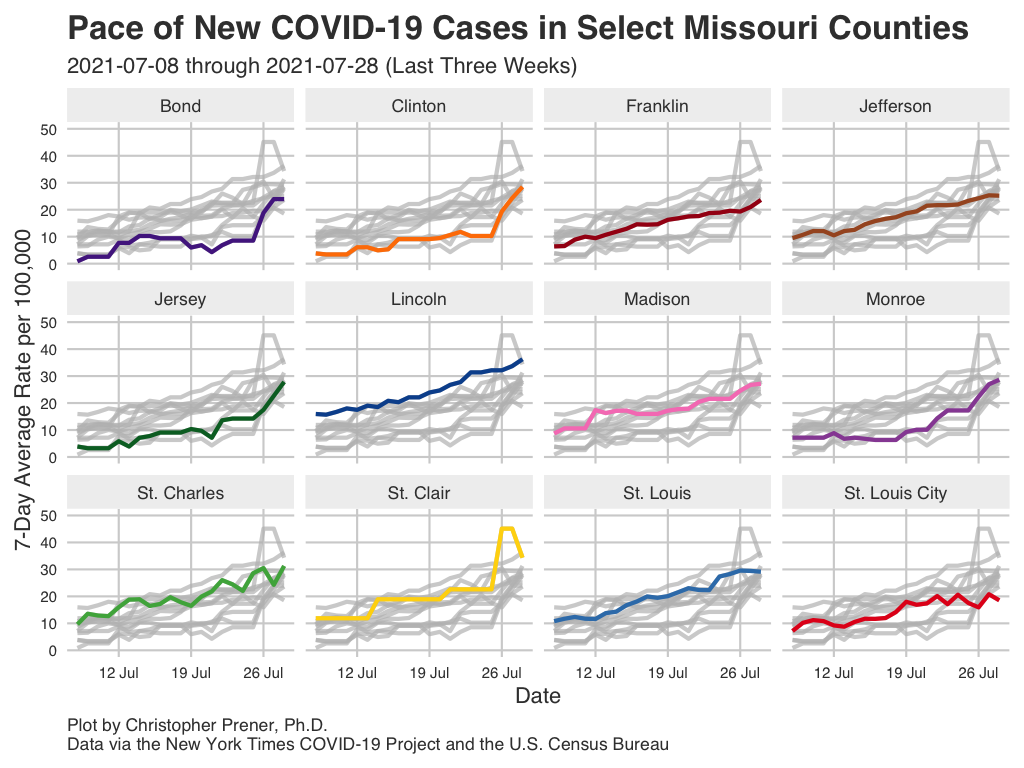 Pace of New COVID-19 Cases in Select Missouri Counties
2021-07-08 through 2021-07-28 (Last Three Weeks)
Bond
Clinton
Franklin
Jefferson
50
40
30
20
10
0
Jersey
Lincoln
Madison
Monroe
50
40
30
20
10
0
St. Charles
St. Clair
St. Louis
St. Louis City
50
40
30
20
10
0
7-Day Average Rate per 100,000
12 Jul 19 Jul 26 Jul
12 Jul 19 Jul 26 Jul
12 Jul 19 Jul 26 Jul
12 Jul 19 Jul 26 Jul
Date
Plot by Christopher Prener, Ph.D.
Data via the New York Times COVID-19 Project and the U.S. Census Bureau